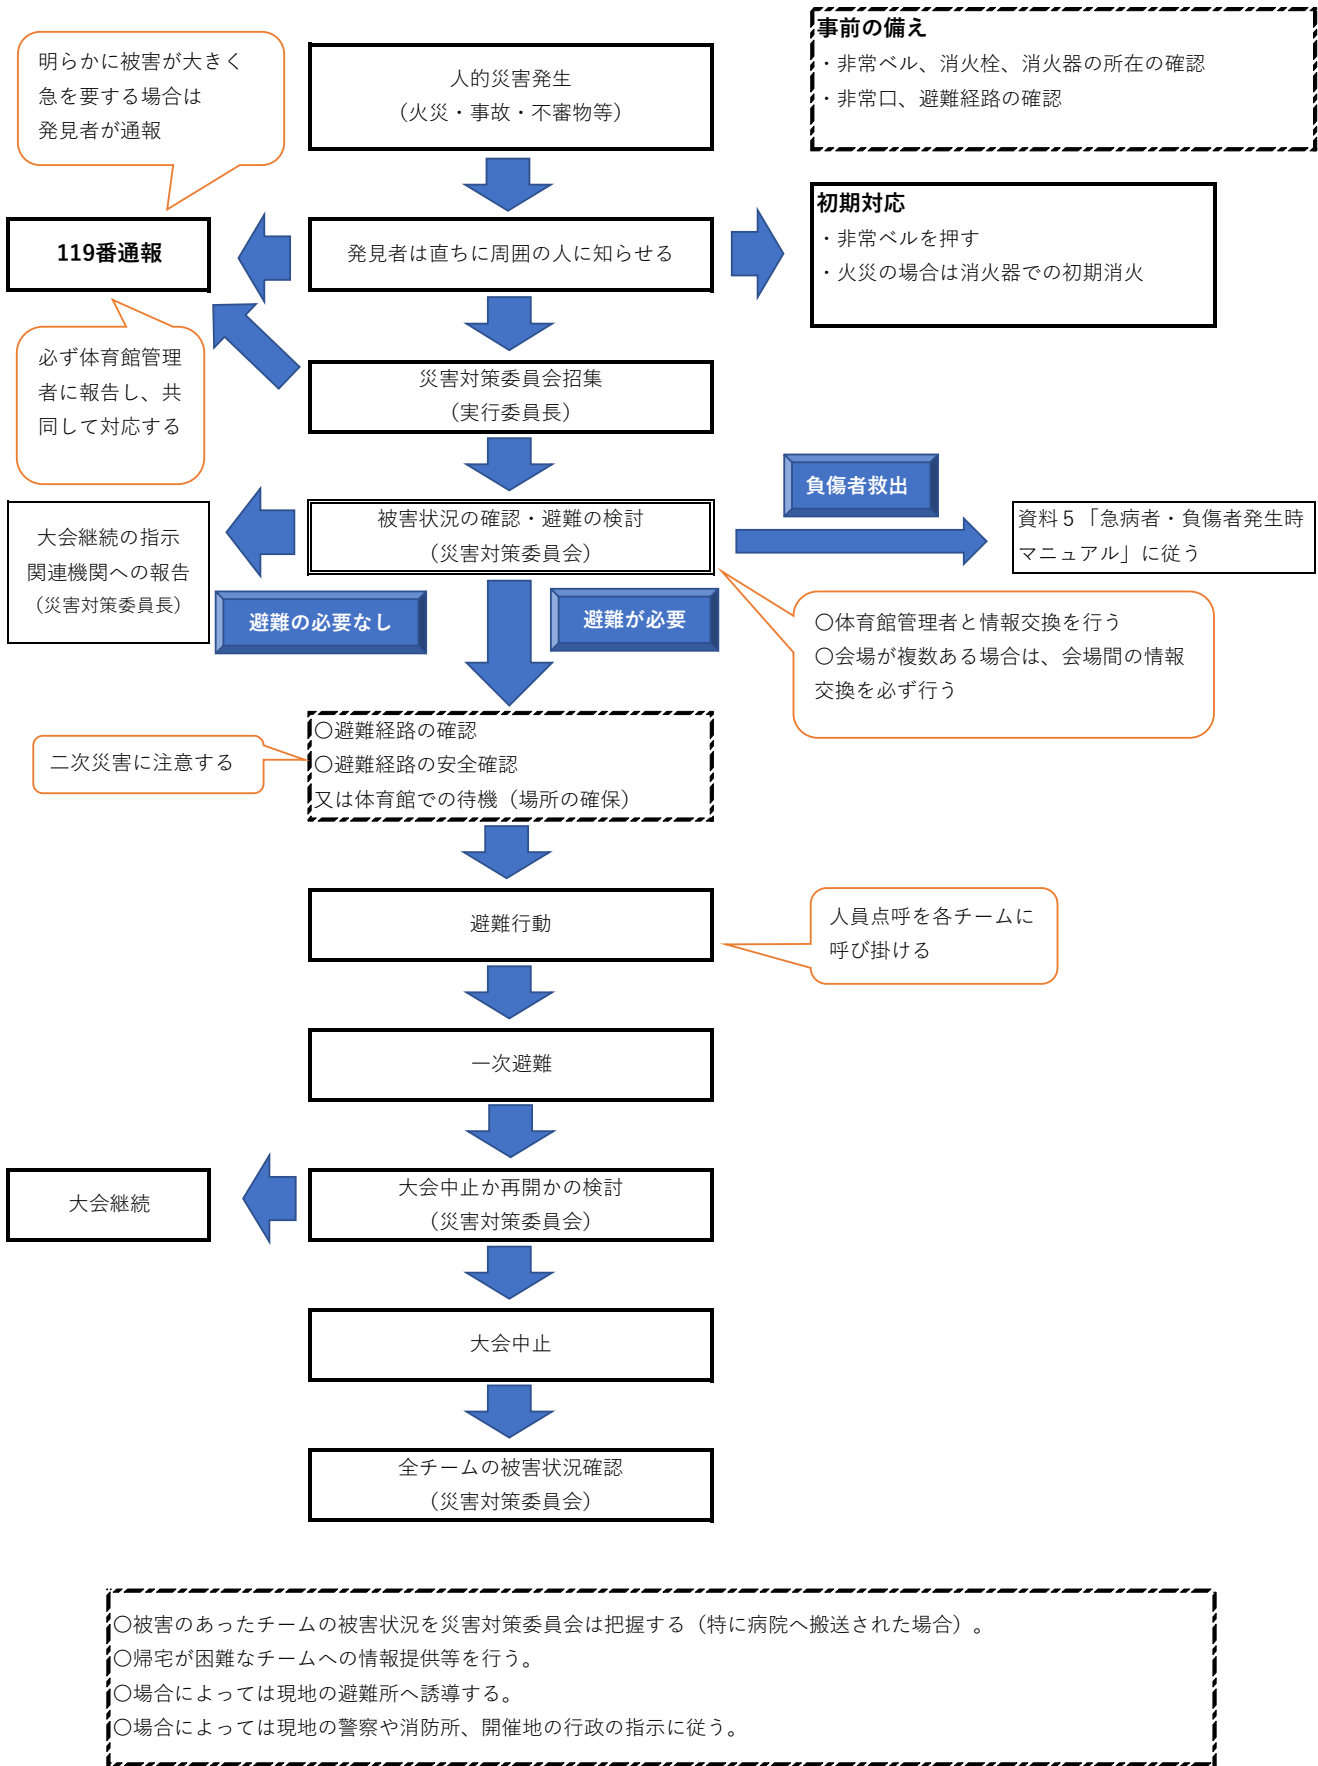 事前の備え
・非常ベル、消火栓、消火器の所在の確認
・非常口、避難経路の確認
明らかに被害が大きく
急を要する場合は
発見者が通報
人的災害発生
（火災・事故・不審物等）
初期対応
・非常ベルを押す
・火災の場合は消火器での初期消火
119番通報
発見者は直ちに周囲の人に知らせる
必ず体育館管理
者に報告し、共
同して対応する
災害対策委員会招集
（実行委員長）
負傷者救出
大会継続の指示
関連機関への報告
（災害対策委員長）
被害状況の確認・避難の検討
（災害対策委員会）
資料５「急病者・負傷者発生時
マニュアル」に従う
避難の必要なし
避難が必要
〇体育館管理者と情報交換を行う
〇会場が複数ある場合は、会場間の情報
交換を必ず行う
二次災害に注意する
〇避難経路の確認
〇避難経路の安全確認
又は体育館での待機（場所の確保）
避難行動
人員点呼を各チームに
呼び掛ける
一次避難
大会継続
大会中止か再開かの検討
（災害対策委員会）
大会中止
全チームの被害状況確認
（災害対策委員会）
〇被害のあったチームの被害状況を災害対策委員会は把握する（特に病院へ搬送された場合）。
〇帰宅が困難なチームへの情報提供等を行う。
〇場合によっては現地の避難所へ誘導する。
〇場合によっては現地の警察や消防所、開催地の行政の指示に従う。